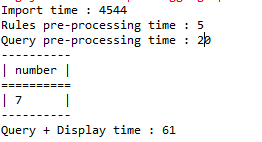 Import time : 4544
Rules pre-processing time : 5
Query pre-processing time : 20
----------
| number |
==========
| 7      |
----------
Query + Display time : 61